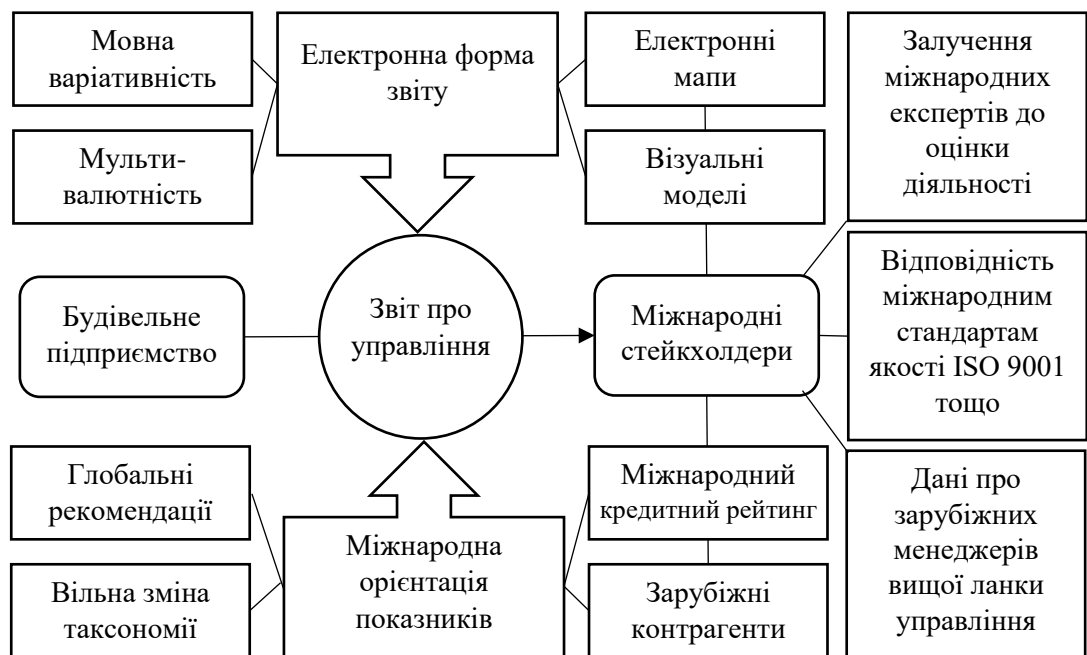 Мовна
варіативність
Електронна форма
звіту
Електронні
мапи
Залучення
міжнародних
експертів до
оцінки
діяльності
Мульти-
валютність
Візуальні
моделі
Будівельне
підприємство
Звіт про
управління
Міжнародні
стейкхолдери
Відповідність
міжнародним
стандартам
якості ISO 9001
тощо
Глобальні
рекомендації
Міжнародна
орієнтація
показників
Міжнародний
кредитний рейтинг
Дані про
зарубіжних
менеджерів
вищої ланки
управління
Вільна зміна
таксономії
Зарубіжні
контрагенти